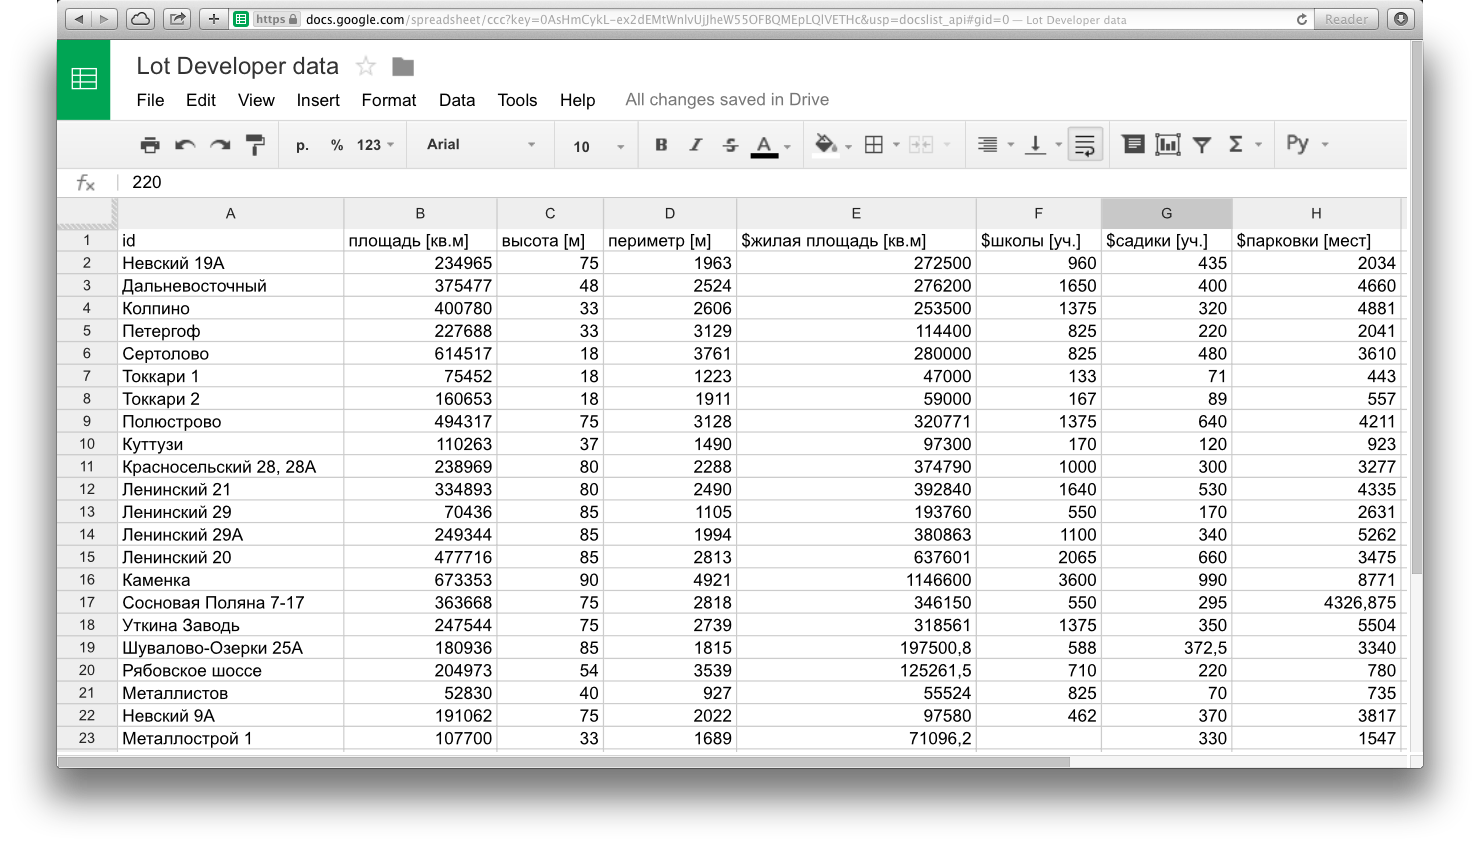 https docs.google.com/spreadsheet/ccc?key=0AsHmCykL-ex2dEMtWnlvUjJheW55OFBQMEpLQlVETHc&usp=docslist_api#gid=0 — Lot Developer data Reader
Lot Developer data
File Edit View Insert Format Data Tools Help All changes saved in Drive
р. % 123 Arial 10 B I S A Σ Ру
fx 220
A B C D E F G H
1 id площадь [кв.м] высота [м] периметр [м] $жилая площадь [кв.м] $школы [уч.] $садики [уч.] $парковки [мест]
2 Невский 19А 234965 75 1963 272500 960 435 2034
3 Дальневосточный 375477 48 2524 276200 1650 400 4660
4 Колпино 400780 33 2606 253500 1375 320 4881
5 Петергоф 227688 33 3129 114400 825 220 2041
6 Сертолово 614517 18 3761 280000 825 480 3610
7 Токкари 1 75452 18 1223 47000 133 71 443
8 Токкари 2 160653 18 1911 59000 167 89 557
9 Полюстрово 494317 75 3128 320771 1375 640 4211
10 Куттузи 110263 37 1490 97300 170 120 923
11 Красносельский 28, 28А 238969 80 2288 374790 1000 300 3277
12 Ленинский 21 334893 80 2490 392840 1640 530 4335
13 Ленинский 29 70436 85 1105 193760 550 170 2631
14 Ленинский 29А 249344 85 1994 380863 1100 340 5262
15 Ленинский 20 477716 85 2813 637601 2065 660 3475
16 Каменка 673353 90 4921 1146600 3600 990 8771
17 Сосновая Поляна 7-17 363668 75 2818 346150 550 295 4326,875
18 Уткина Заводь 247544 75 2739 318561 1375 350 5504
19 Шувалово-Озерки 25А 180936 85 1815 197500,8 588 372,5 3340
20 Рябовское шоссе 204973 54 3539 125261,5 710 220 780
21 Металлистов 52830 40 927 55524 825 70 735
22 Невский 9А 191062 75 2022 97580 462 370 3817
23 Металлострой 1 107700 33 1689 71096,2 330 1547